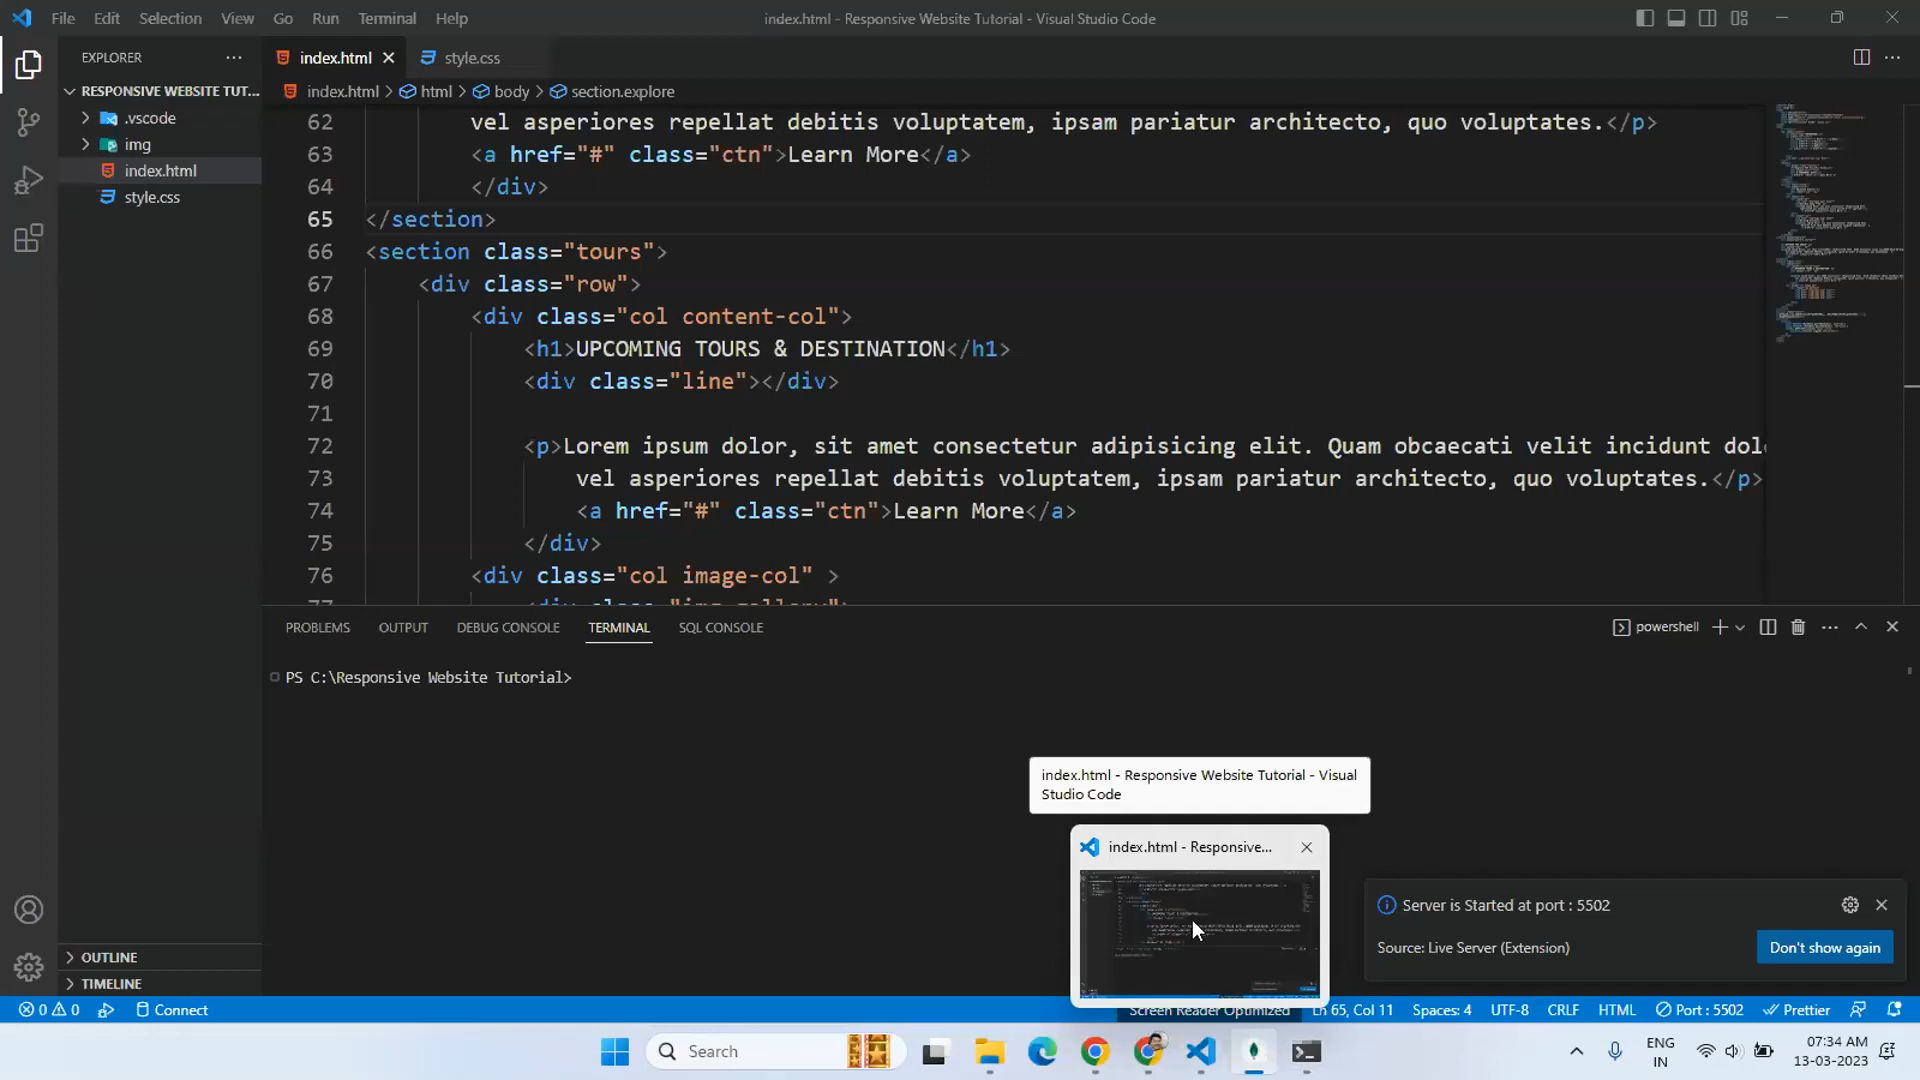 File Edit Selection View Go Run Terminal Help
index.html - Responsive Website Tutorial - Visual Studio Code
EXPLORER
index.html
style.css
RESPONSIVE WEBSITE TUT...
index.html > html > body > section.explore
.vscode
img
index.html
style.css
62 vel asperiores repellat debitis voluptatem, ipsam pariatur architecto, quo voluptates.</p>
63 <a href="#" class="ctn">Learn More</a>
64 </div>
65 </section>
66 <section class="tours">
67 <div class="row">
68 <div class="col content-col">
69 <h1>UPCOMING TOURS & DESTINATION</h1>
70 <div class="line"></div>
71
72 <p>Lorem ipsum dolor, sit amet consectetur adipisicing elit. Quam obcaecati velit incidunt dol
73 vel asperiores repellat debitis voluptatem, ipsam pariatur architecto, quo voluptates.</p>
74 <a href="#" class="ctn">Learn More</a>
75 </div>
76 <div class="col image-col" >
PROBLEMS OUTPUT DEBUG CONSOLE TERMINAL SQL CONSOLE
powershell
PS C:\Responsive Website Tutorial>
index.html - Responsive Website Tutorial - Visual
Studio Code
index.html - Responsive...
Server is Started at port : 5502
Source: Live Server (Extension)
Don't show again
OUTLINE
TIMELINE
0 0 Connect
Screen Reader Optimized Ln 65, Col 11 Spaces: 4 UTF-8 CRLF HTML Port : 5502 Prettier
Search
ENG
IN
07:34 AM
13-03-2023